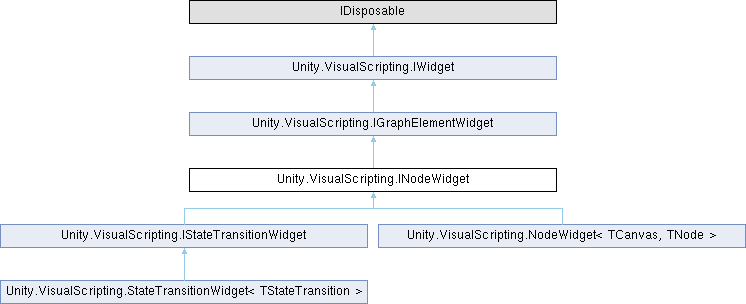 IDisposable
Unity.VisualScripting.IWidget
Unity.VisualScripting.IGraphElementWidget
Unity.VisualScripting.INodeWidget
Unity.VisualScripting.IStateTransitionWidget
Unity.VisualScripting.NodeWidget< TCanvas, TNode >
Unity.VisualScripting.StateTransitionWidget< TStateTransition >